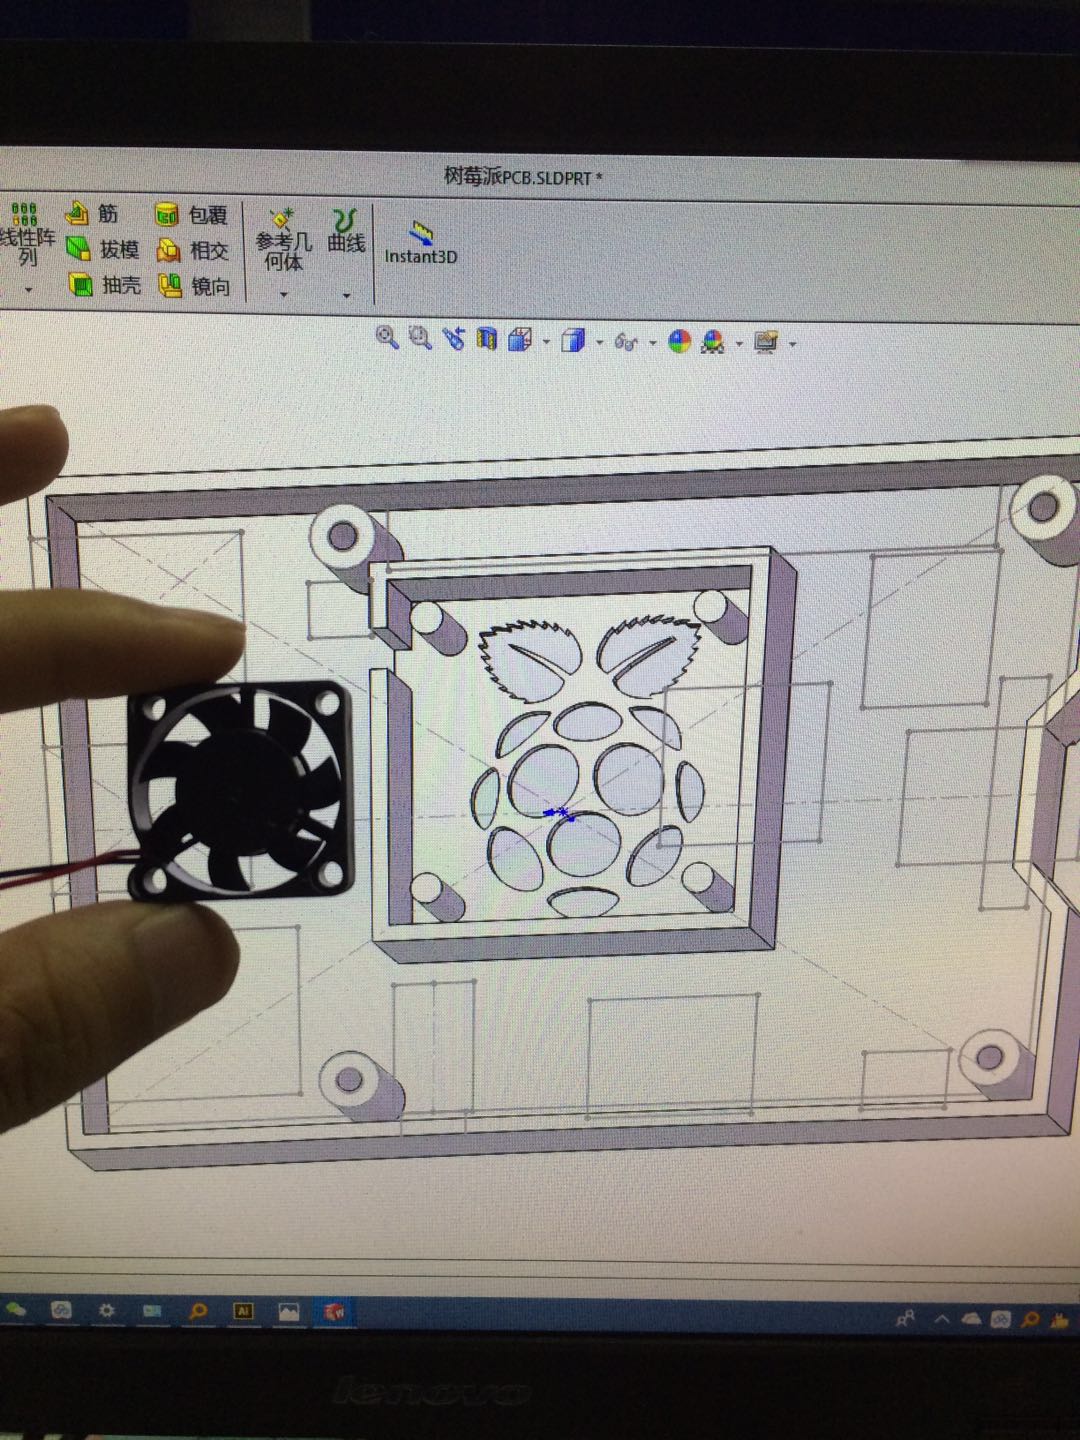 树莓派PCB.SLDPRT *
线性阵
列
筋
包覆
拔模
相交
抽壳
镜向
参考几
何体
曲线
Instant3D
Ai
W
lenovo